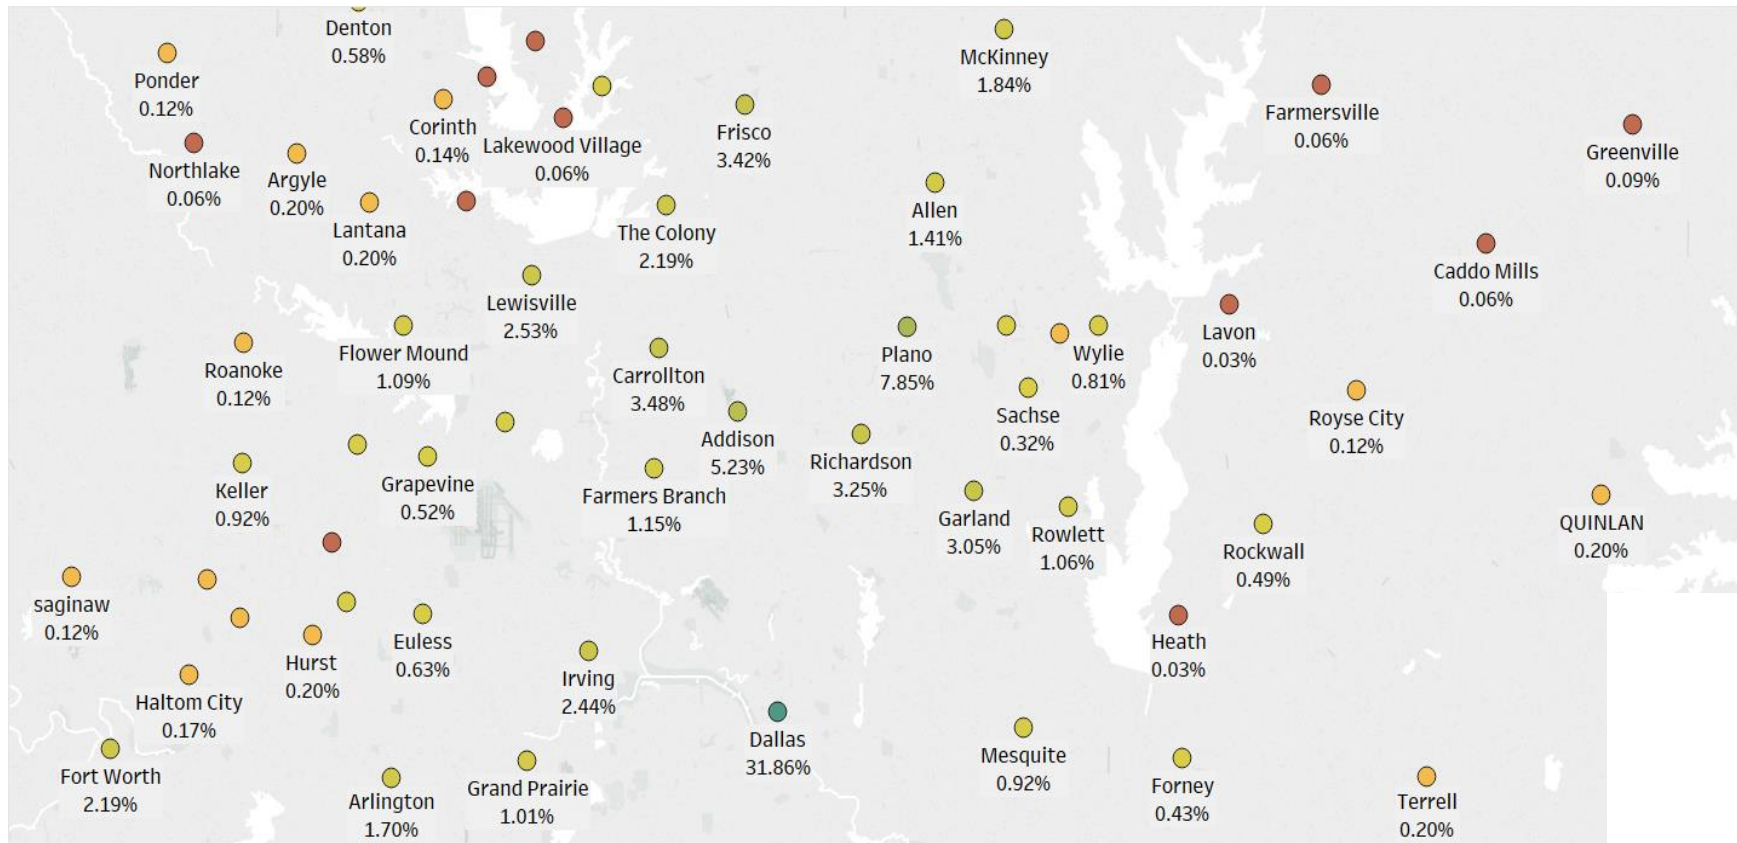 Denton
0.58%
McKinney
1.84%
Ponder
0.12%
Farmersville
0.06%
Corinth
0.14%
Lakewood Village
0.06%
Frisco
3.42%
Greenville
0.09%
Northlake
0.06%
Argyle
0.20%
Allen
1.41%
Lantana
0.20%
The Colony
2.19%
Caddo Mills
0.06%
Lewisville
2.53%
Lavon
0.03%
Flower Mound
1.09%
Plano
7.85%
Wylie
0.81%
Roanoke
0.12%
Carrollton
3.48%
Sachse
0.32%
Royse City
0.12%
Addison
5.23%
Richardson
3.25%
Keller
0.92%
Grapevine
0.52%
Farmers Branch
1.15%
Garland
3.05%
Rowlett
1.06%
QUINLAN
0.20%
Rockwall
0.49%
saginaw
0.12%
Euless
0.63%
Heath
0.03%
Hurst
0.20%
Irving
2.44%
Haltom City
0.17%
Dallas
31.86%
Mesquite
0.92%
Fort Worth
2.19%
Grand Prairie
1.01%
Forney
0.43%
Arlington
1.70%
Terrell
0.20%